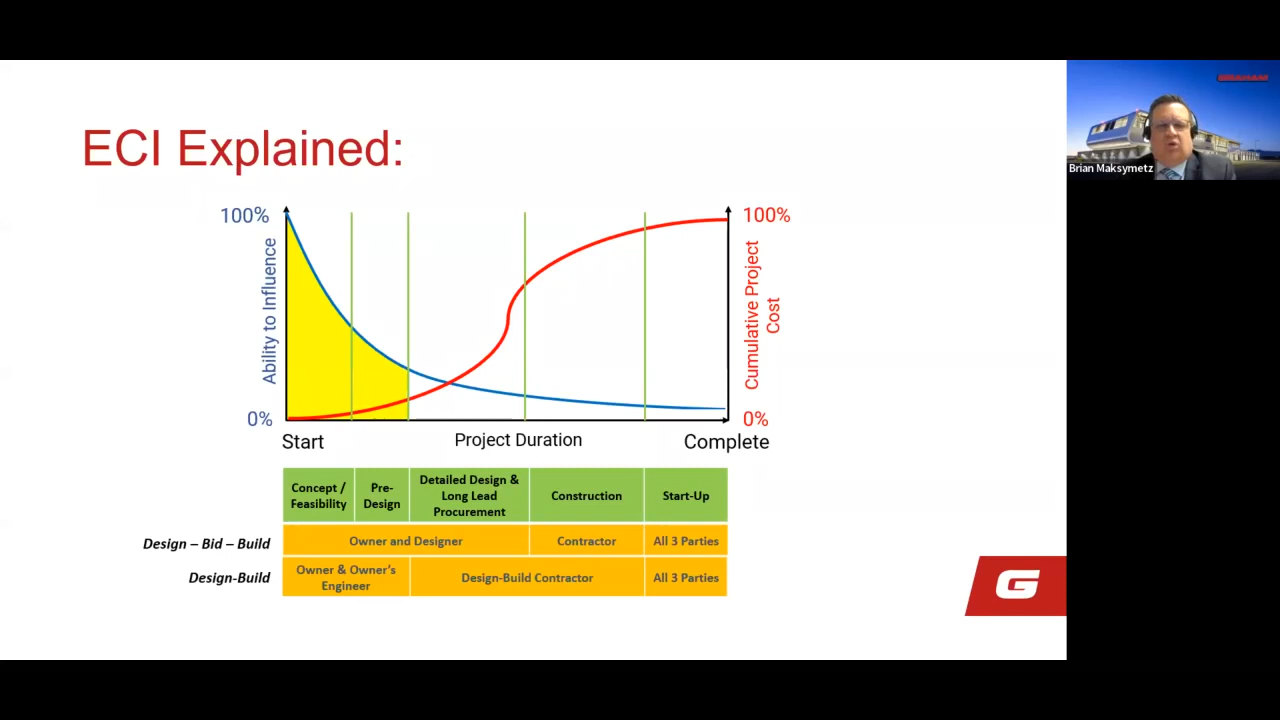 ECI Explained:
100%
100%
Ability to Influence
Cumulative Project
Cost
0%
0%
Start
Project Duration
Complete
Concept /
Feasibility
Pre-
Design
Detailed Design &
Long Lead
Procurement
Construction
Start-Up
Design – Bid – Build
Owner and Designer
Contractor
All 3 Parties
Design-Build
Owner & Owner's
Engineer
Design-Build Contractor
All 3 Parties
G
Brian Maksymetz